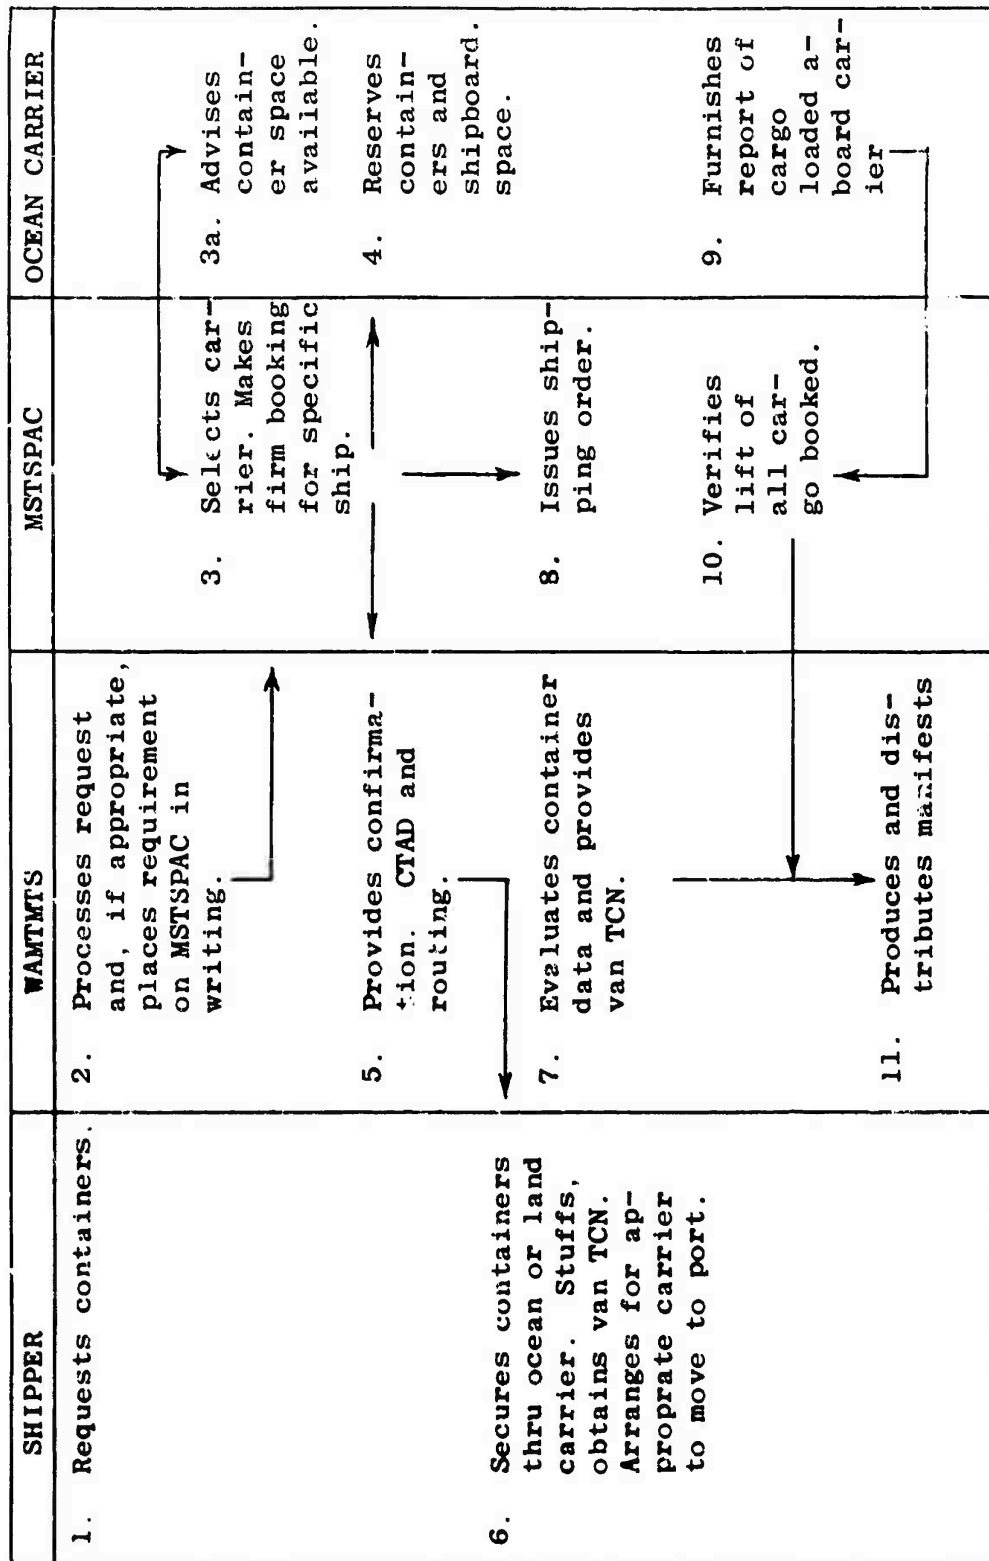 SHIPPER
WAMTMTS
MSTSPAC
OCEAN CARRIER
1. Requests containers.
2. Processes request
and, if appropriate,
places requirement
on MSTSPAC in
writing.
3. Selects car-
rier. Makes
firm booking
for specific
ship.
3a. Advises
contain-
er space
available.
4. Reserves
contain-
ers and
shipboard
space.
5. Provides confirma-
tion. CTAD and
routing.
6. Secures containers
thru ocean or land
carrier. Stuffs,
obtains van TCN.
Arranges for ap-
proprate carrier
to move to port.
7. Evaluates container
data and provides
van TCN.
8. Issues ship-
ping order.
9. Furnishes
report of
cargo
loaded a-
board car-
ier
10. Verifies
lift of
all car-
go booked.
11. Produces and dis-
tributes manifests